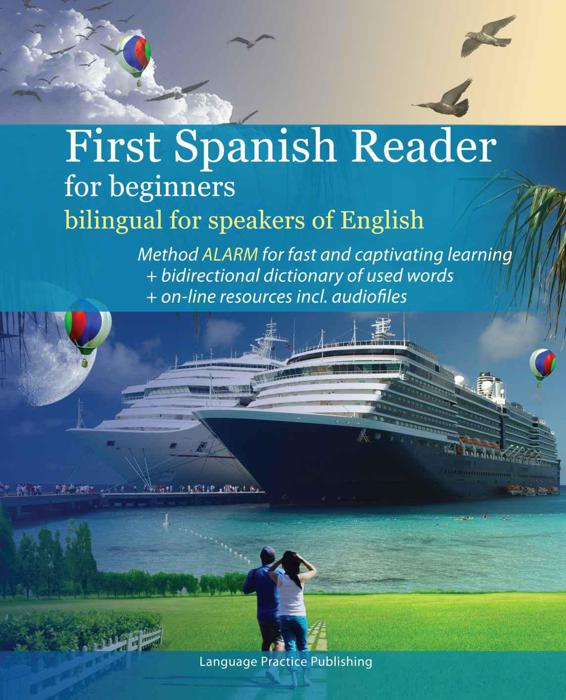 First Spanish Reader
for beginners
bilingual for speakers of English
Method ALARM for fast and captivating learning
+ bidirectional dictionary of used words
+ on-line resources incl. audiofiles
Language Practice Publishing